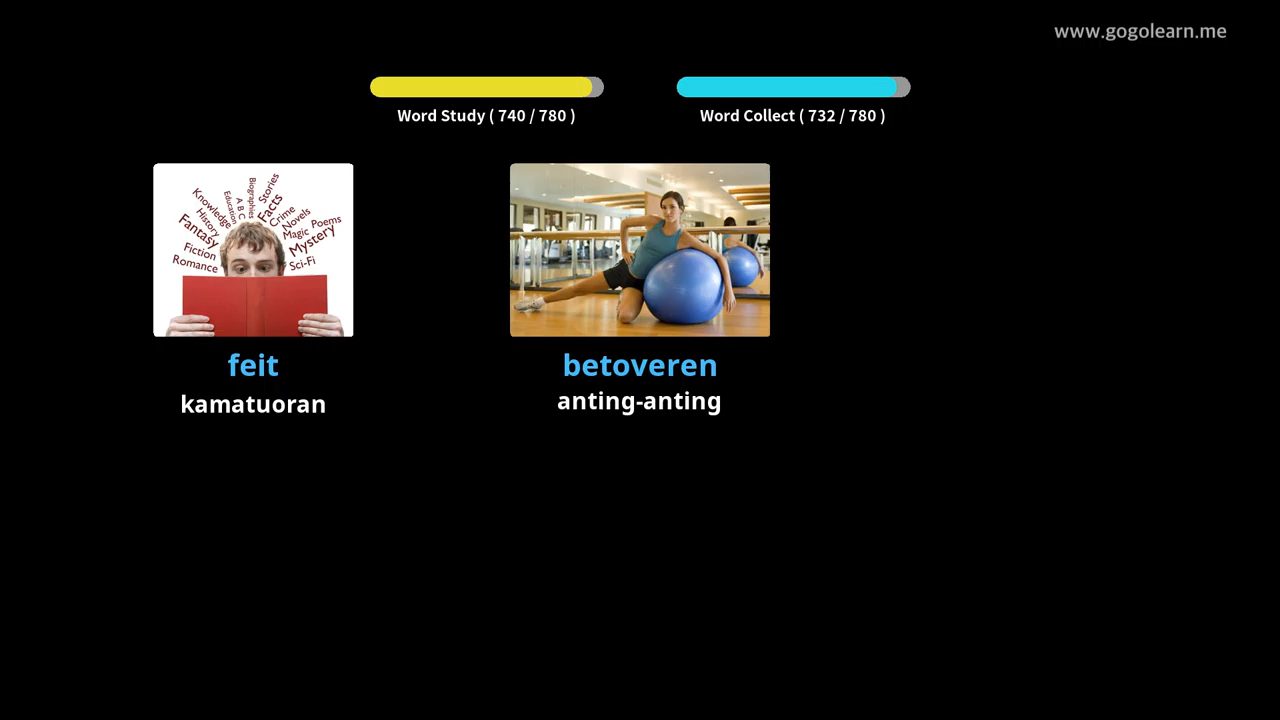 www.gogolearn.me
Word Study ( 740 / 780 )
Word Collect ( 732 / 780 )
Biographies
Stories
Knowledge
Education
A B C
Facts
Crime
History
Novels
Fantasy
Magic
Poems
Mystery
Fiction
Romance
Sci-Fi
feit
kamatuoran
betoveren
anting-anting